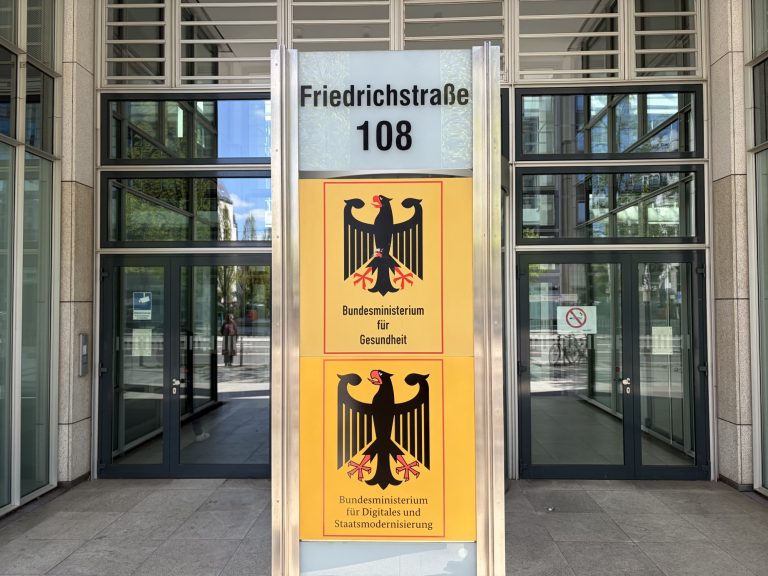 Friedrichstraße
108
Bundesministerium
für
Gesundheit
Bundesministerium
für Digitales und
Staatsmodernisierung